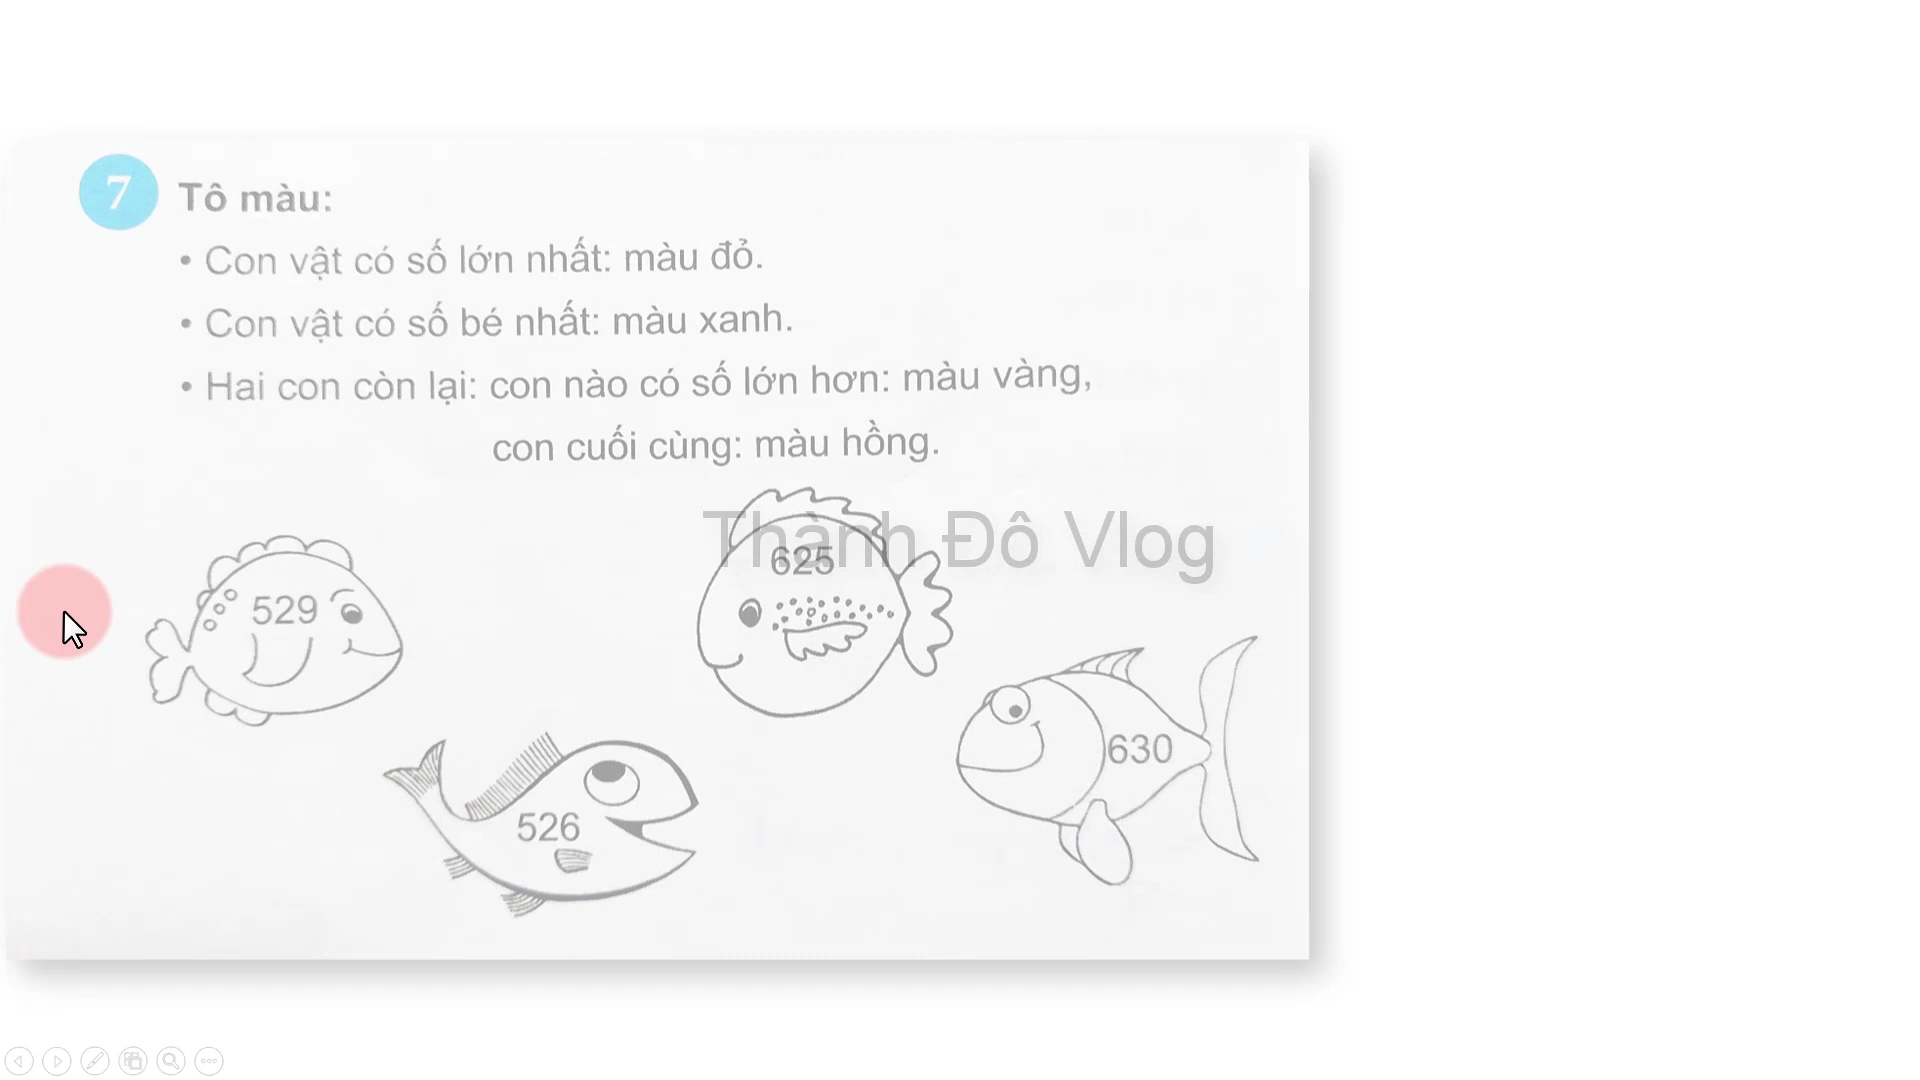 7 Tô màu:
• Con vật có số lớn nhất: màu đỏ.
• Con vật có số bé nhất: màu xanh.
• Hai con còn lại: con nào có số lớn hơn: màu vàng,
con cuối cùng: màu hồng.
Thành Đô Vlog
625
529
630
526